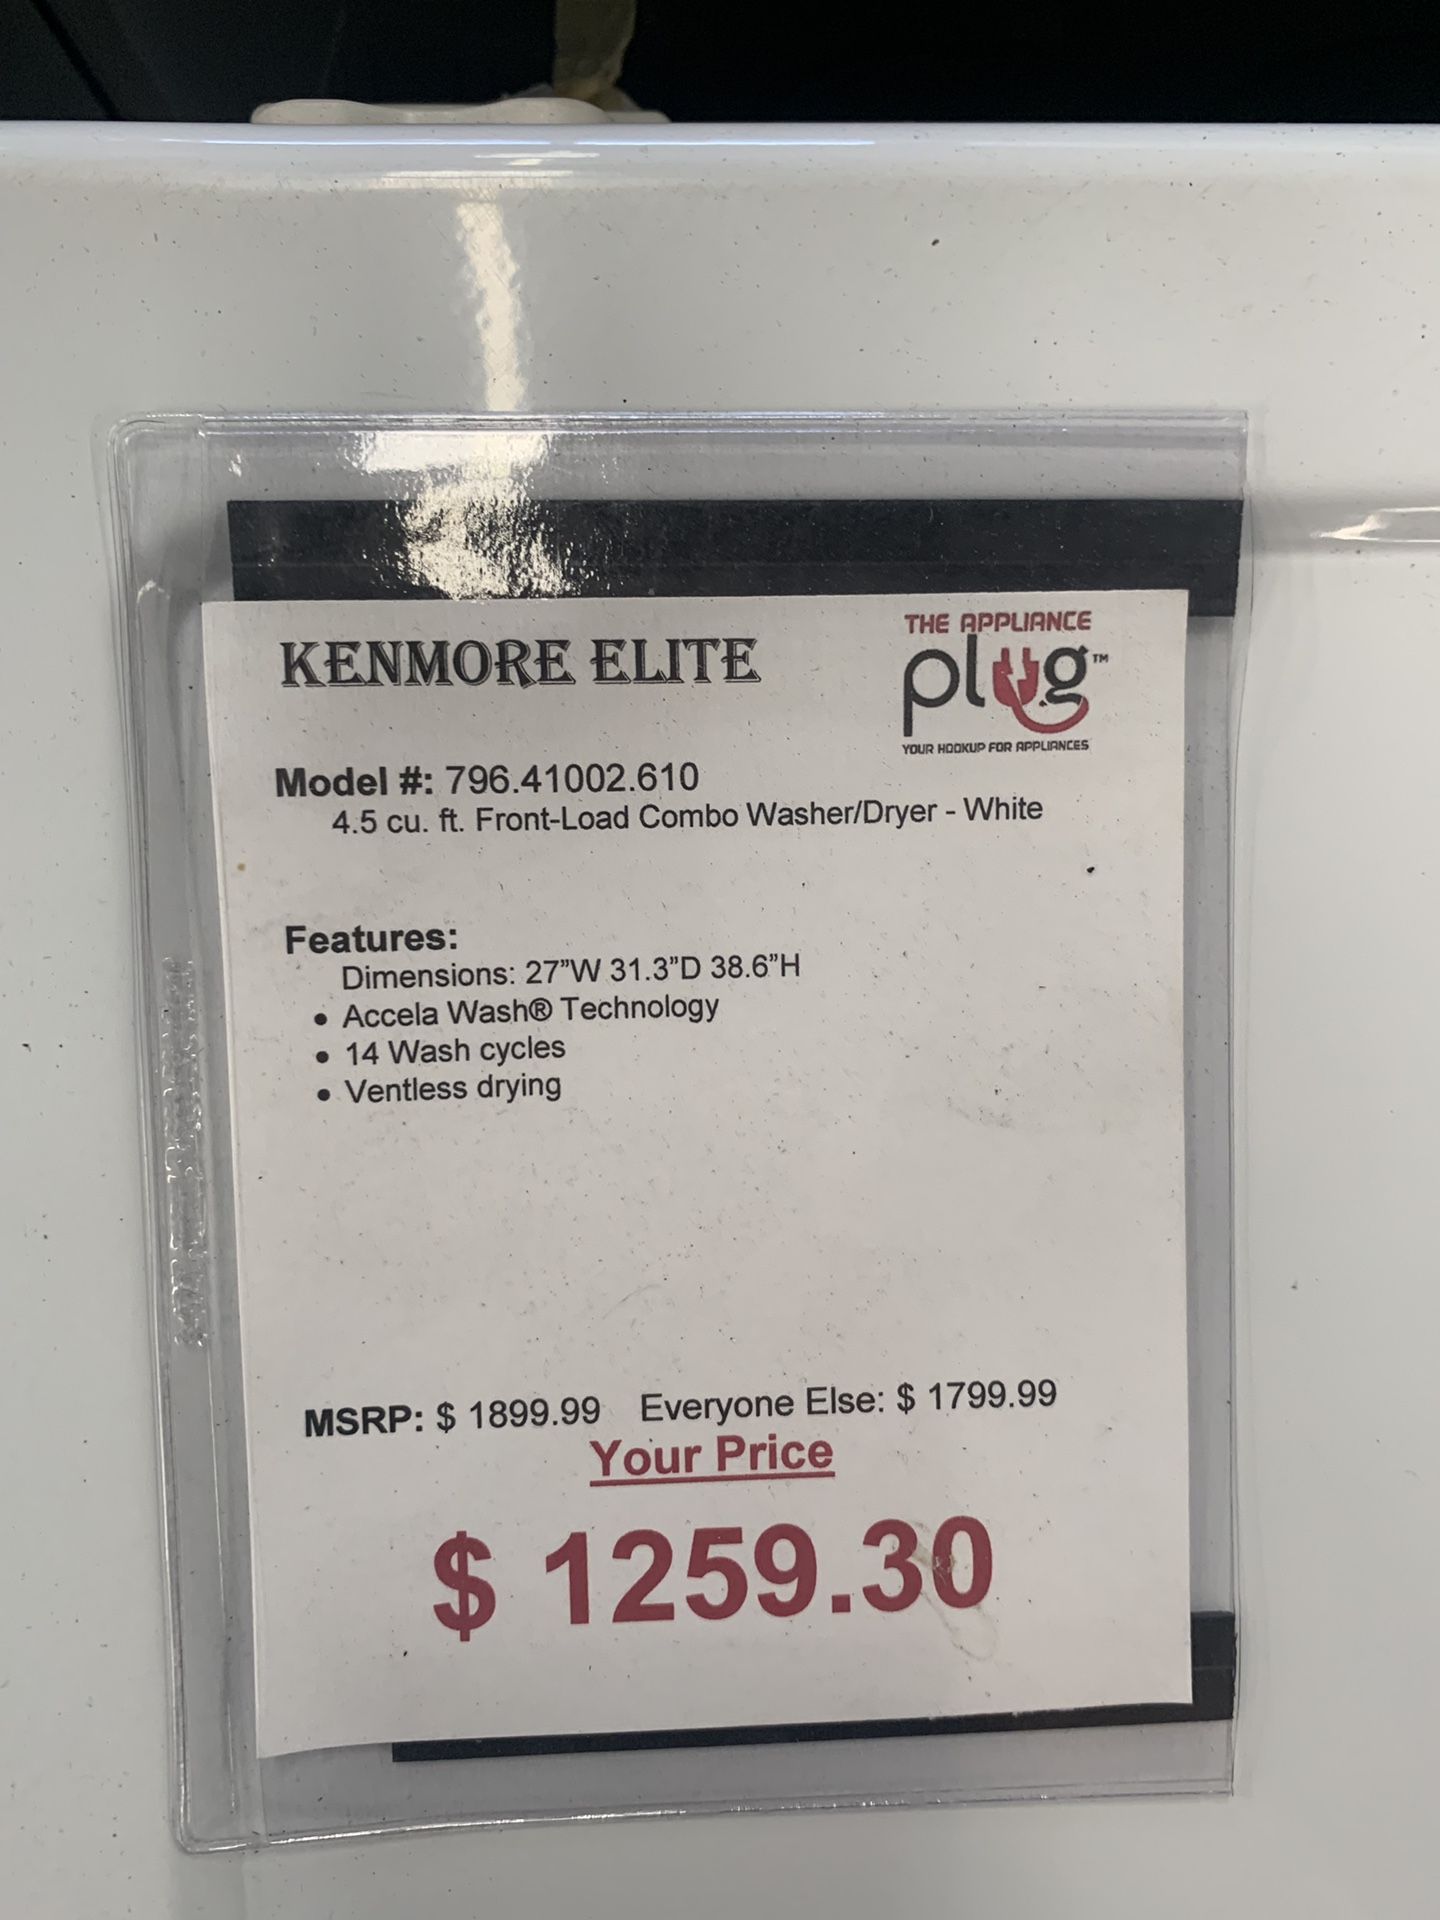 KENMORE ELITE
THE APPLIANCE
plug™
YOUR HOOKUP FOR APPLIANCES
Model #: 796.41002.610
4.5 cu. ft. Front-Load Combo Washer/Dryer - White
Features:
Dimensions: 27”W 31.3”D 38.6”H
• Accela Wash® Technology
• 14 Wash cycles
• Ventless drying
MSRP: $ 1899.99 Everyone Else: $ 1799.99
Your Price
$ 1259.30